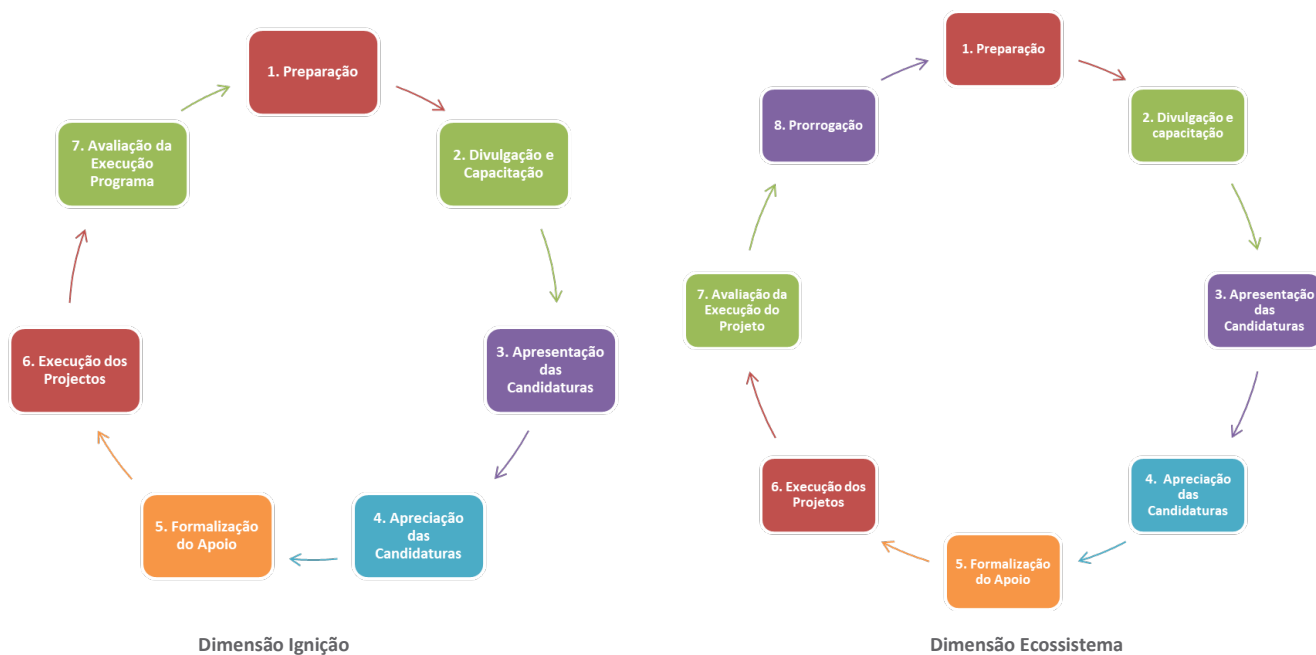 1. Preparação
2. Divulgação e
Capacitação
3. Apresentação
das
Candidaturas
4. Apreciação
das
Candidaturas
5. Formalização
do Apoio
6. Execução dos
Projectos
7. Avaliação da
Execução
Programa
Dimensão Ignição
1. Preparação
2. Divulgação e
capacitação
3. Apresentação
das
Candidaturas
4. Apreciação
das
Candidaturas
5. Formalização
do Apoio
6. Execução dos
Projetos
7. Avaliação da
Execução do
Projeto
8. Prorrogação
Dimensão Ecossistema